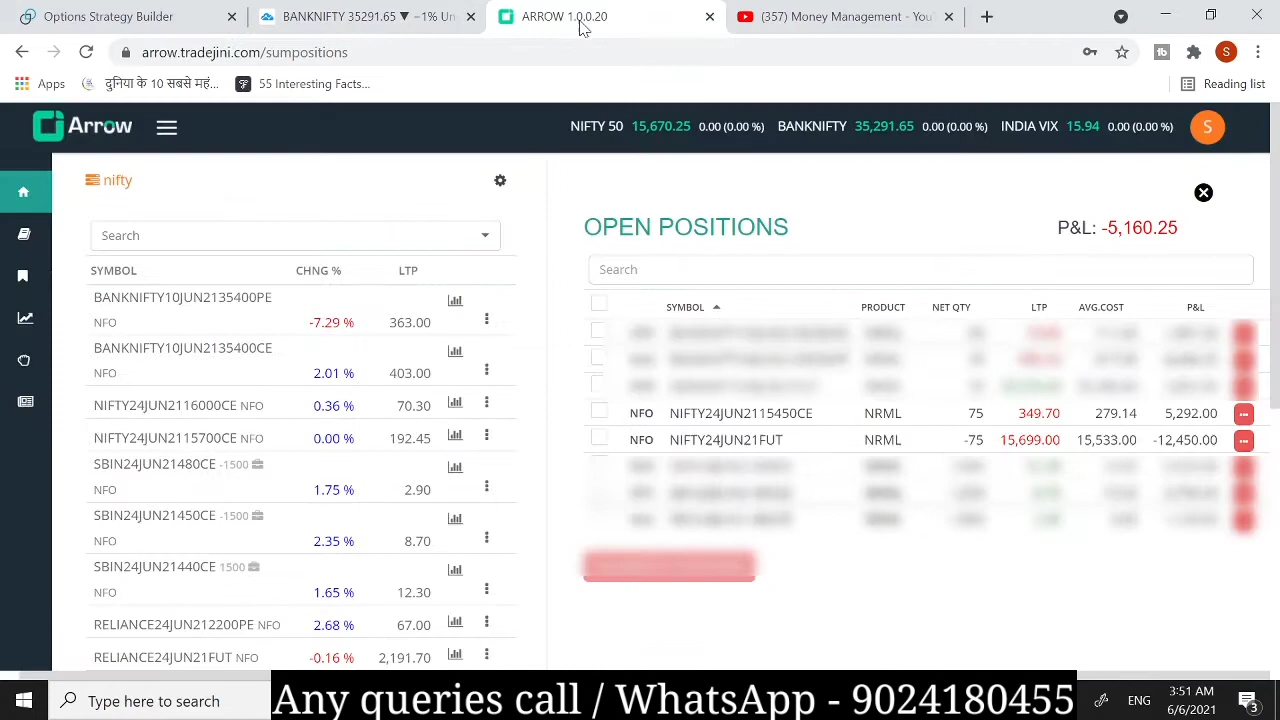 BANKNIFTY 35291.65 ▼ −1% Un
ARROW 1.0.0.20
(357) Money Management - You
arrow.tradejini.com/sumpositions
Apps
दुनिया के 10 सबसे महं...
55 Interesting Facts...
Reading list
Arrow
NIFTY 50 15,670.25 0.00 (0.00 %) BANKNIFTY 35,291.65 0.00 (0.00 %) INDIA VIX 15.94 0.00 (0.00 %)
S
nifty
Search
SYMBOL CHNG % LTP
BANKNIFTY10JUN2135400PE
NFO -7.29 % 363.00
BANKNIFTY10JUN2135400CE
NFO 2.01 % 403.00
NIFTY24JUN2116000CE NFO 0.36 % 70.30
NIFTY24JUN2115700CE NFO 0.00 % 192.45
SBIN24JUN21480CE -1500
NFO 1.75 % 2.90
SBIN24JUN21450CE -1500
NFO 2.35 % 8.70
SBIN24JUN21440CE 1500
NFO 1.65 % 12.30
RELIANCE24JUN212200PE NFO 2.68 % 67.00
RELIANCE24JUN21FUT NFO -0.16 % 2,191.70
OPEN POSITIONS P&L: -5,160.25
Search
SYMBOL PRODUCT NET QTY LTP AVG.COST P&L
NFO NIFTY24JUN2115450CE NRML 75 349.70 279.14 5,292.00
NFO NIFTY24JUN21FUT NRML -75 15,699.00 15,533.00 -12,450.00
Type here to search
Any queries call / WhatsApp - 9024180455
ENG
3:51 AM
6/6/2021
3